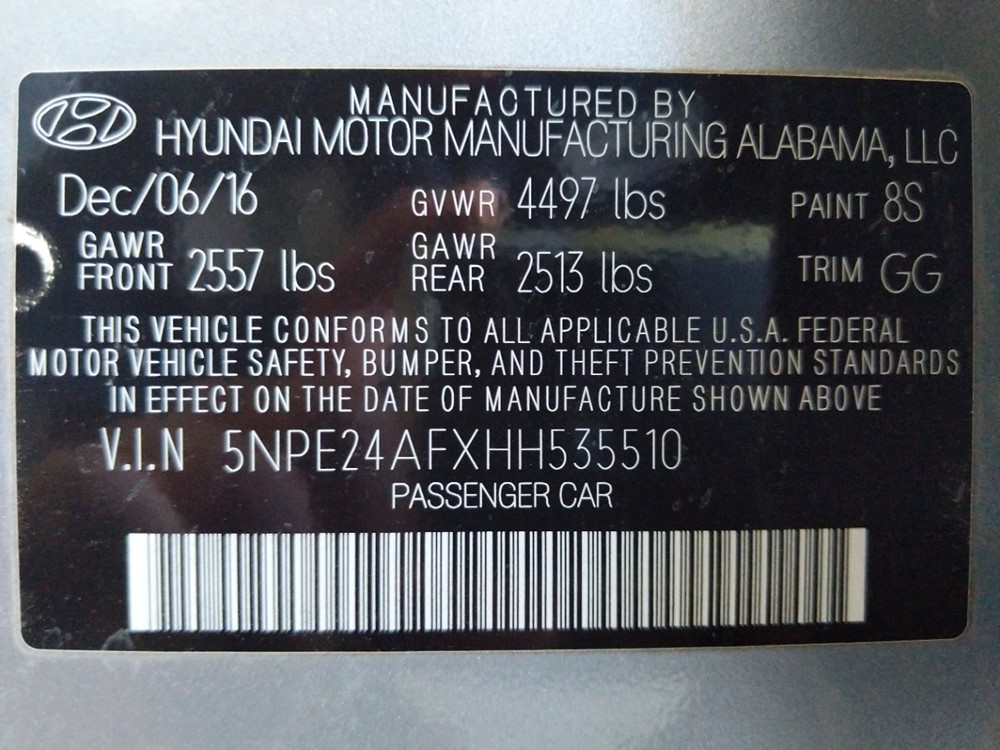 MANUFACTURED BY
HYUNDAI MOTOR MANUFACTURING ALABAMA, LLC
Dec/06/16 GVWR 4497 lbs PAINT 8S
GAWR FRONT 2557 lbs GAWR REAR 2513 lbs TRIM GG
THIS VEHICLE CONFORMS TO ALL APPLICABLE U.S.A. FEDERAL
MOTOR VEHICLE SAFETY, BUMPER, AND THEFT PREVENTION STANDARDS
IN EFFECT ON THE DATE OF MANUFACTURE SHOWN ABOVE
V.I.N 5NPE24AFXHH535510
PASSENGER CAR